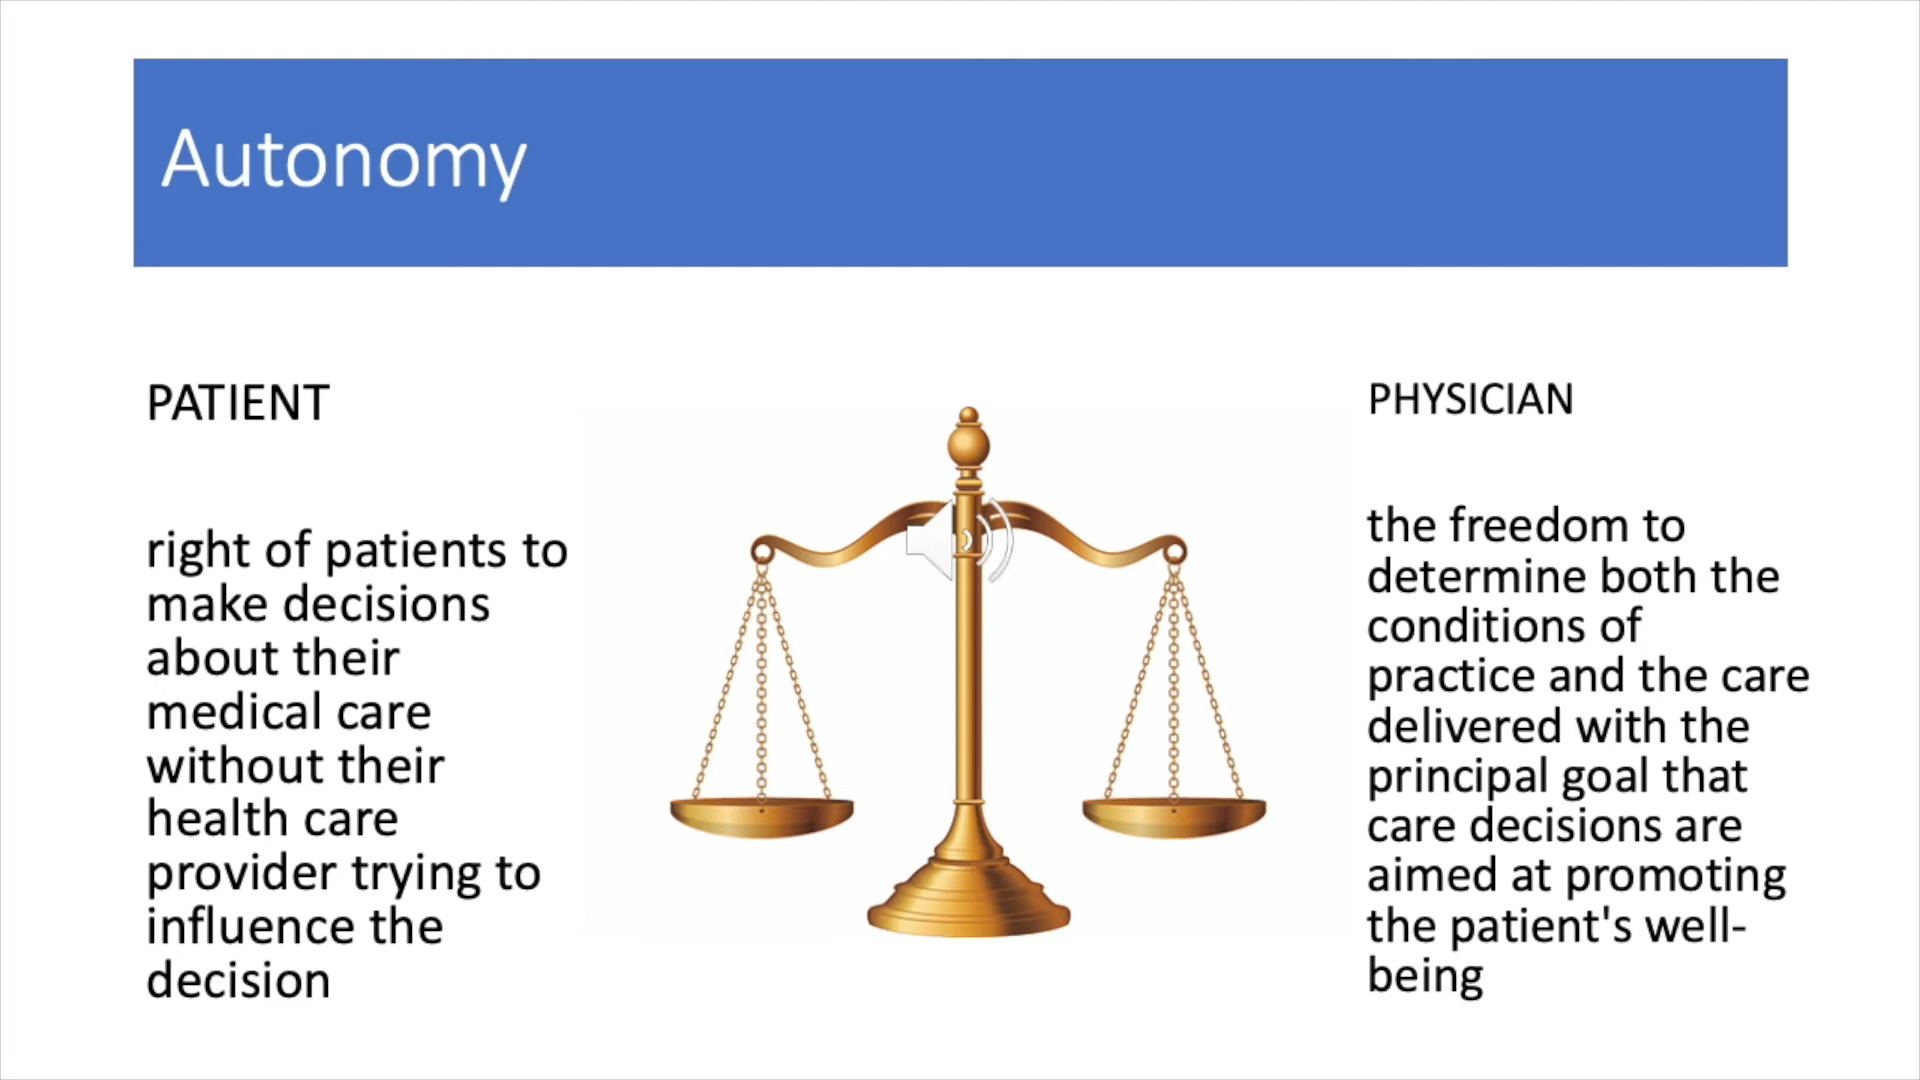 Autonomy
PATIENT
right of patients to
make decisions
about their
medical care
without their
health care
provider trying to
influence the
decision
PHYSICIAN
the freedom to
determine both the
conditions of
practice and the care
delivered with the
principal goal that
care decisions are
aimed at promoting
the patient's well-
being